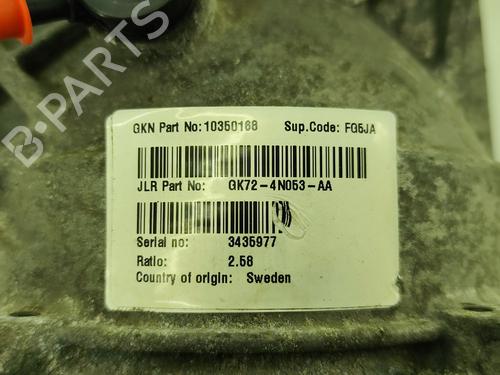 GKN Part No:10350168 Sup.Code: FG5JA
JLR Part No: GK72-4N053-AA
Serial no: 3435977
Ratio: 2.58
Country of origin: Sweden
B-PARTS